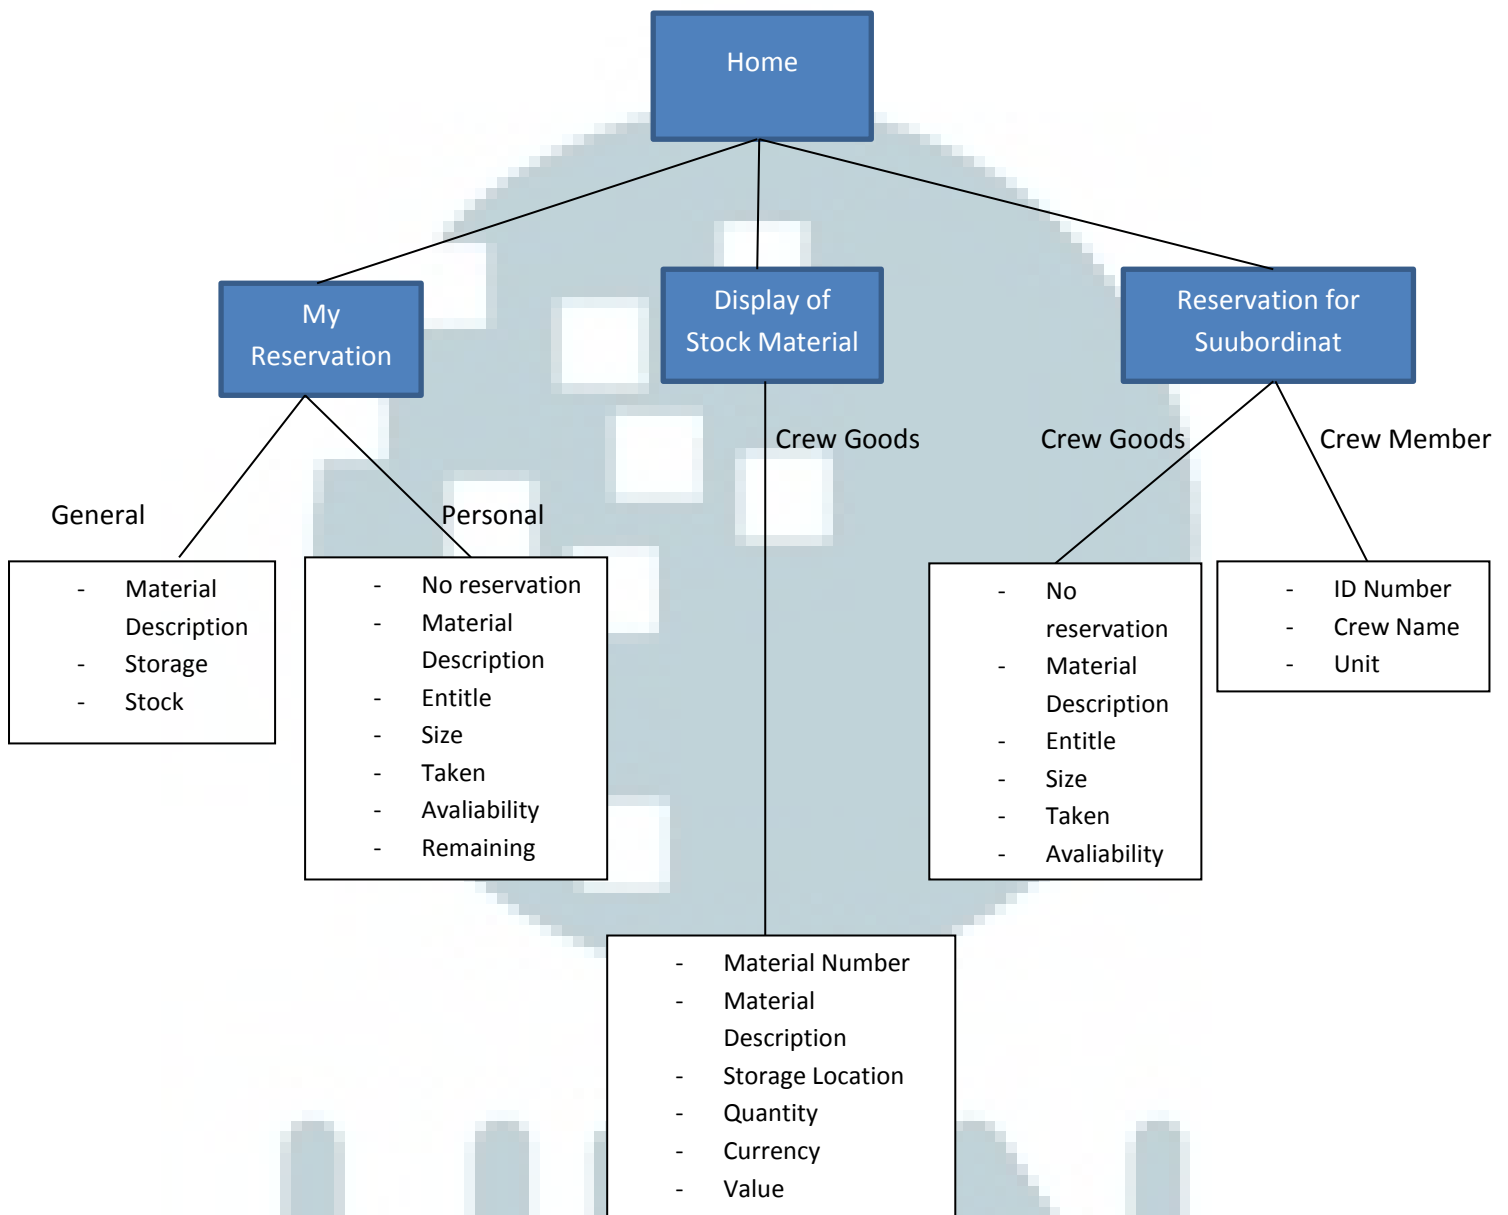 Home
My
Reservation
Display of
Stock Material
Reservation for
Suubordinat
General
Personal
Crew Goods
Crew Goods
Crew Member
- Material
Description
- Storage
- Stock
- No reservation
- Material
Description
- Entitle
- Size
- Taken
- Avaliability
- Remaining
- No
reservation
- Material
Description
- Entitle
- Size
- Taken
- Avaliability
- ID Number
- Crew Name
- Unit
- Material Number
- Material
Description
- Storage Location
- Quantity
- Currency
- Value